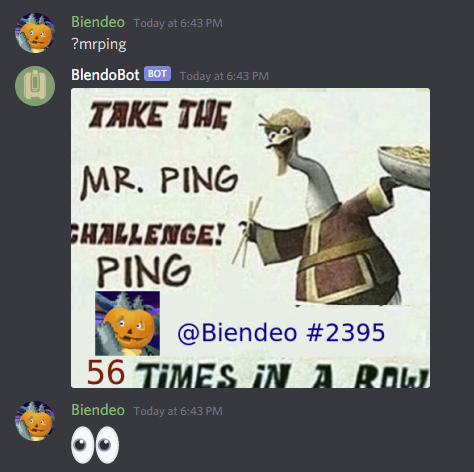 Biendeo Today at 6:43 PM
?mrping
BlendoBot BOT Today at 6:43 PM
TAKE THE
MR. PING
CHALLENGE!
PING
@Biendeo #2395
56 TIMES IN A ROW
Biendeo Today at 6:43 PM